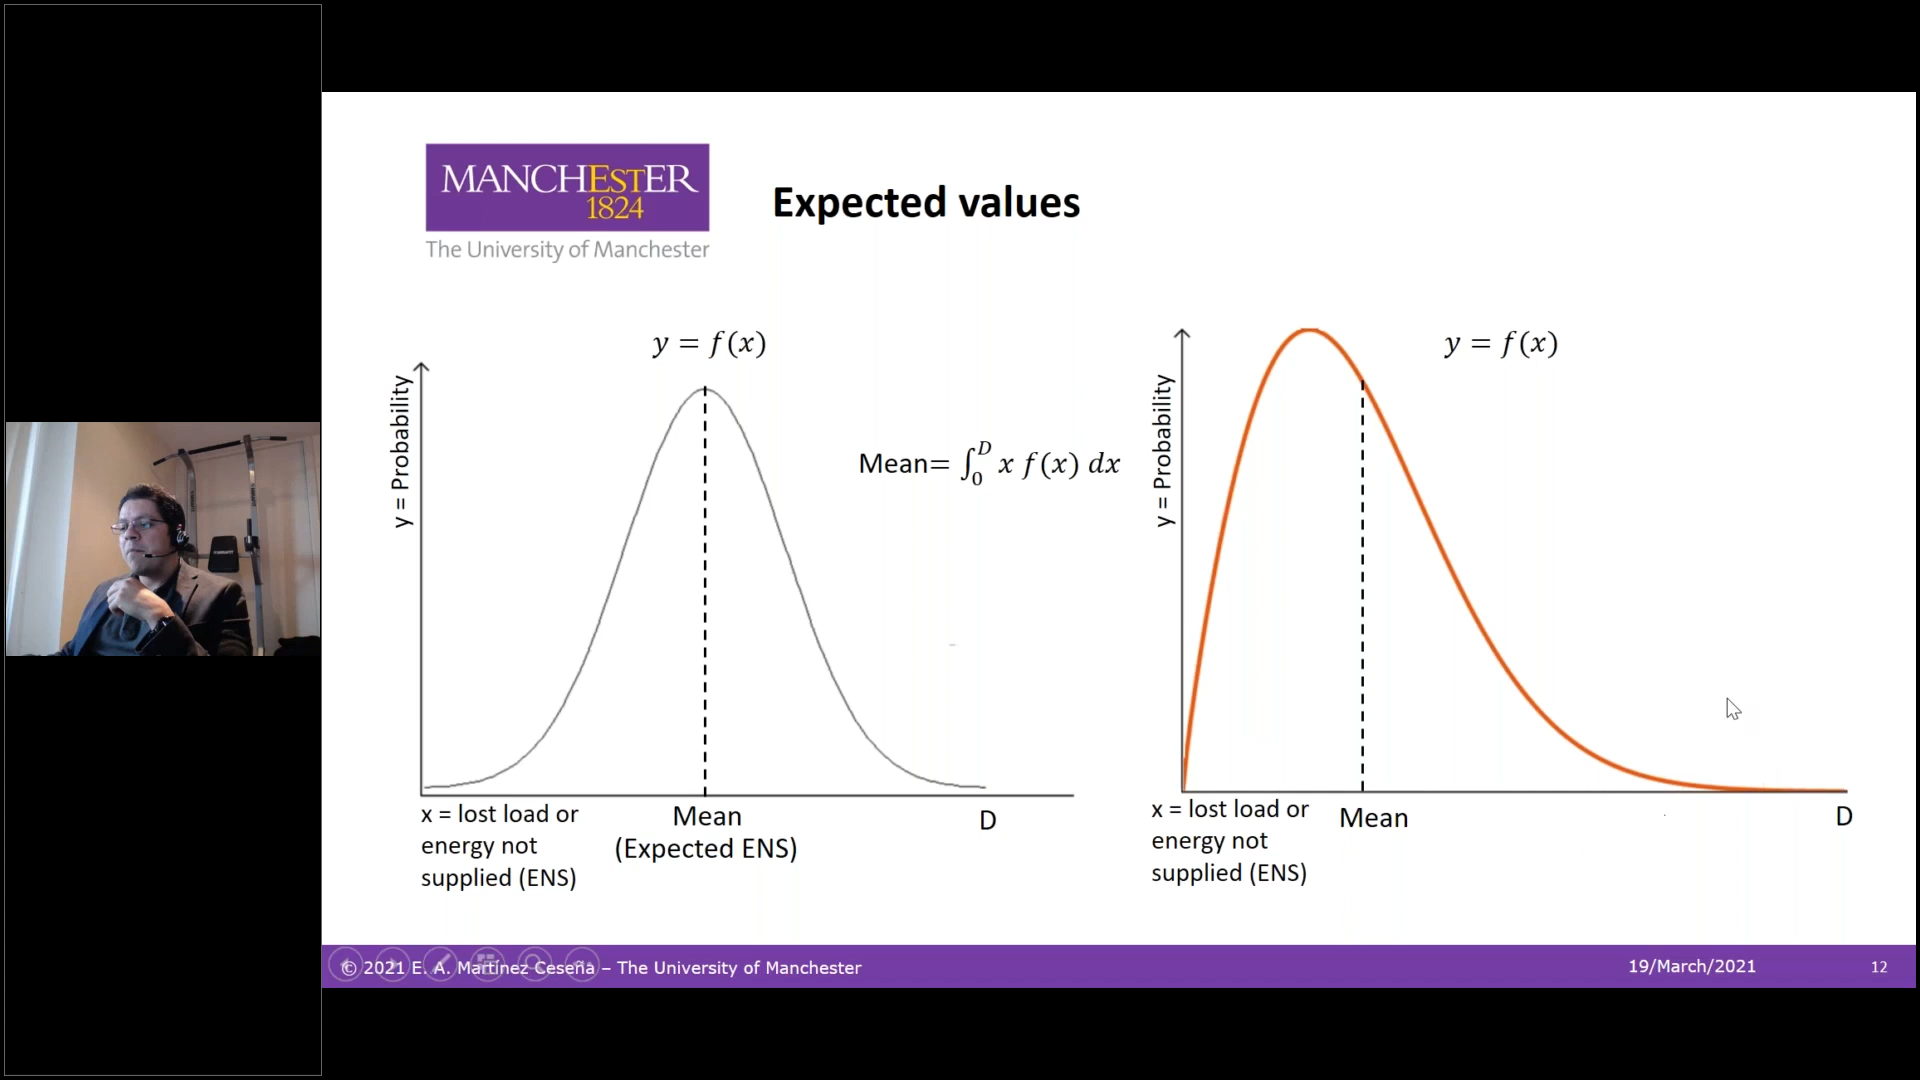 MANCHESTER
1824
The University of Manchester
Expected values
y = f(x)
y = Probability
Mean= ∫₀ᴰ x f(x) dx
x = lost load or
energy not
supplied (ENS)
Mean
(Expected ENS)
D
y = f(x)
y = Probability
x = lost load or
energy not
supplied (ENS)
Mean
D
© 2021 E. A. Martínez Ceseña – The University of Manchester
19/March/2021
12